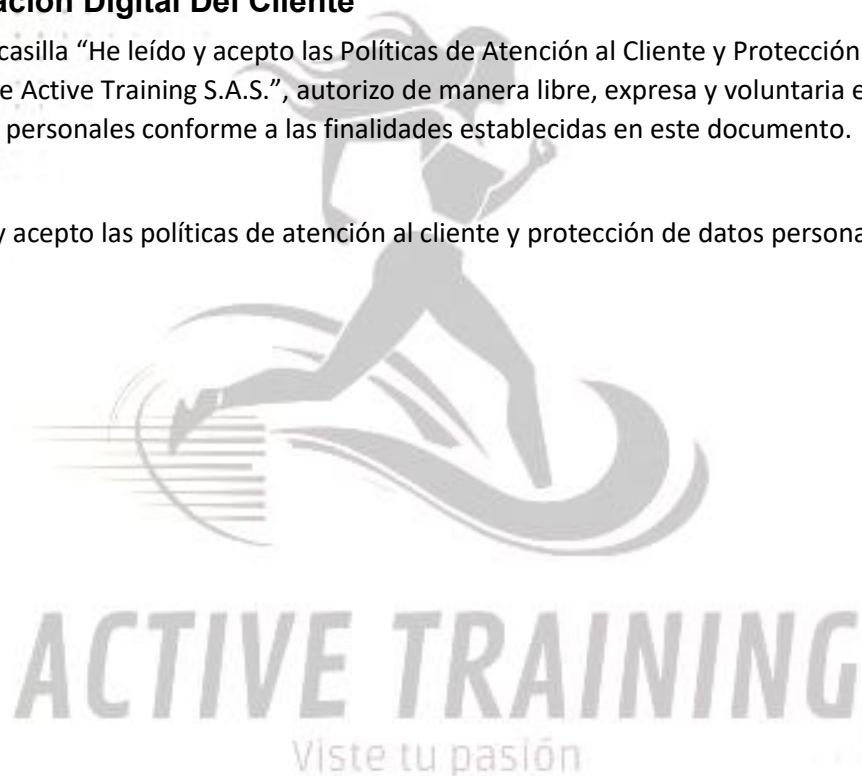 ación Digital Del Cliente
casilla “He leído y acepto las Políticas de Atención al Cliente y Protección
e Active Training S.A.S.”, autorizo de manera libre, expresa y voluntaria e
personales conforme a las finalidades establecidas en este documento.
y acepto las políticas de atención al cliente y protección de datos persona
ACTIVE TRAINING
Viste tu pasión